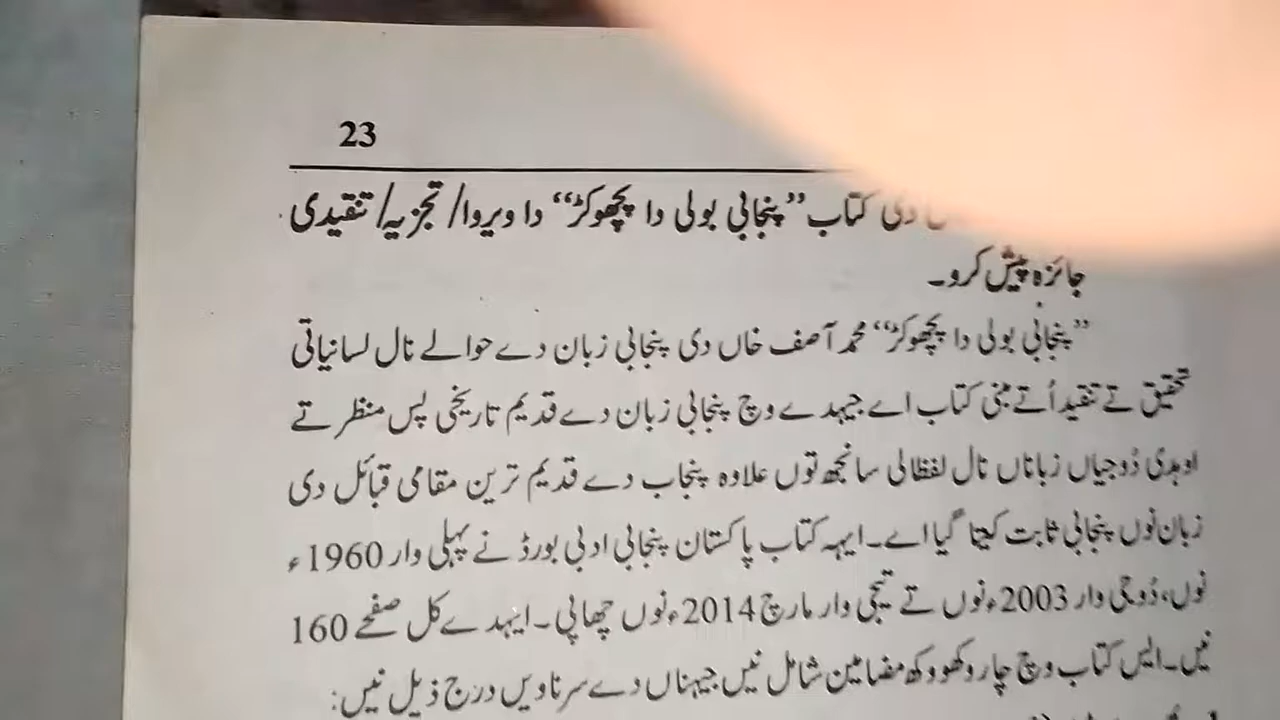 23
دی کتاب ”پنجابی بولی دا پچھوکڑ“ دا ویروا/ تجزیہ/ تنقیدی
جائزہ پیش کرو۔
”پنجابی بولی دا پچھوکڑ“ محمد آصف خاں دی پنجابی زبان دے حوالے نال لسانیاتی
تحقیق تے تنقید اُتے مبنی کتاب اے جیہدے وچ پنجابی زبان دے قدیم تاریخی پس منظر تے
اوہدی دُوجیاں زباناں نال لفظالی سانجھ توں علاوہ پنجاب دے قدیم ترین مقامی قبائل دی
زبان نوں پنجابی ثابت کیتا گیا اے۔ ایہہ کتاب پاکستان پنجابی ادبی بورڈ نے پہلی وار 1960ء
نوں، دُوجی وار 2003ء نوں تے تیجی وار مارچ 2014ء نوں چھاپی۔ ایہدے کل صفحے 160
نیں۔ ایس کتاب وچ چار وکھو وکھ مضامین شامل نیں جیہناں دے سرناویں درج ذیل نیں: